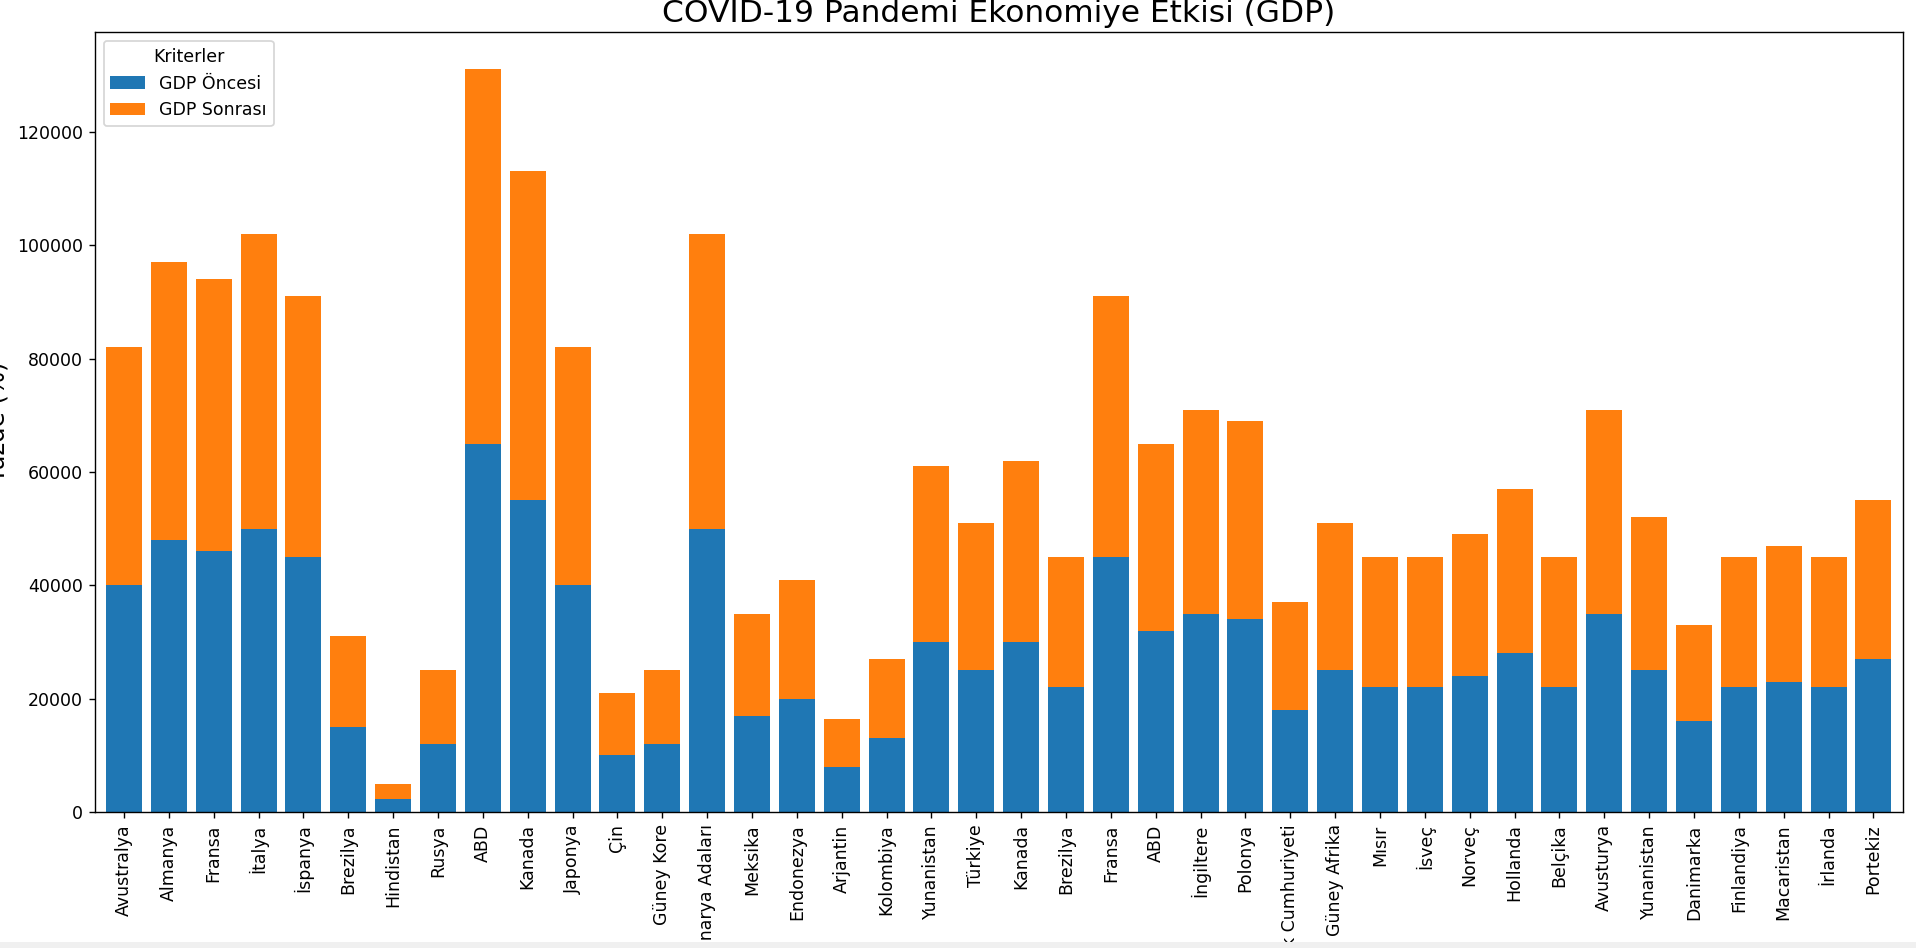 COVID-19 Pandemi Ekonomiye Etkisi (GDP)
Kriterler
GDP Öncesi
GDP Sonrası
120000
100000
80000
60000
40000
20000
0
Avustralya
Almanya
Fransa
İtalya
İspanya
Brezilya
Hindistan
Rusya
ABD
Kanada
Japonya
Çin
Güney Kore
narya Adaları
Meksika
Endonezya
Arjantin
Kolombiya
Yunanistan
Türkiye
Kanada
Brezilya
Fransa
ABD
İngiltere
Polonya
Cumhuriyeti
Güney Afrika
Mısır
İsveç
Norveç
Hollanda
Belçika
Avusturya
Yunanistan
Danimarka
Finlandiya
Macaristan
İrlanda
Portekiz